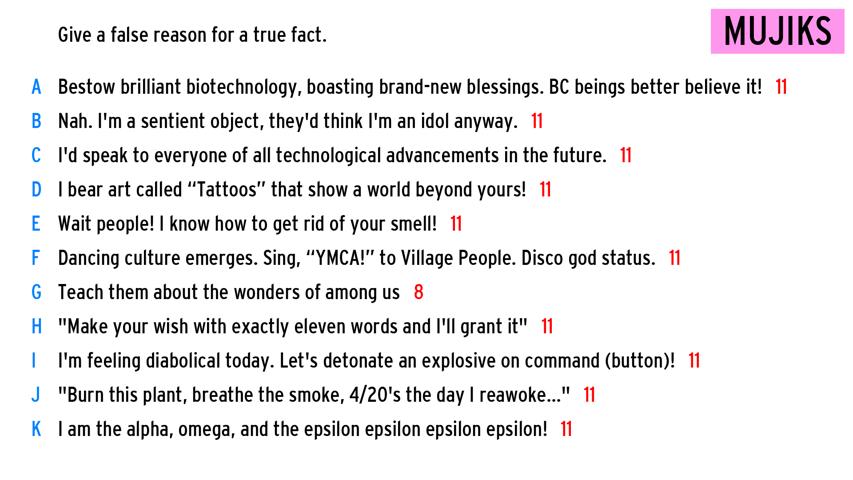 Give a false reason for a true fact.
MUJIKS
A Bestow brilliant biotechnology, boasting brand-new blessings. BC beings better believe it! 11
B Nah. I'm a sentient object, they'd think I'm an idol anyway. 11
C I'd speak to everyone of all technological advancements in the future. 11
D I bear art called “Tattoos” that show a world beyond yours! 11
E Wait people! I know how to get rid of your smell! 11
F Dancing culture emerges. Sing, “YMCA!” to Village People. Disco god status. 11
G Teach them about the wonders of among us 8
H "Make your wish with exactly eleven words and I'll grant it" 11
I I'm feeling diabolical today. Let's detonate an explosive on command (button)! 11
J "Burn this plant, breathe the smoke, 4/20's the day I reawoke..." 11
K I am the alpha, omega, and the epsilon epsilon epsilon epsilon! 11